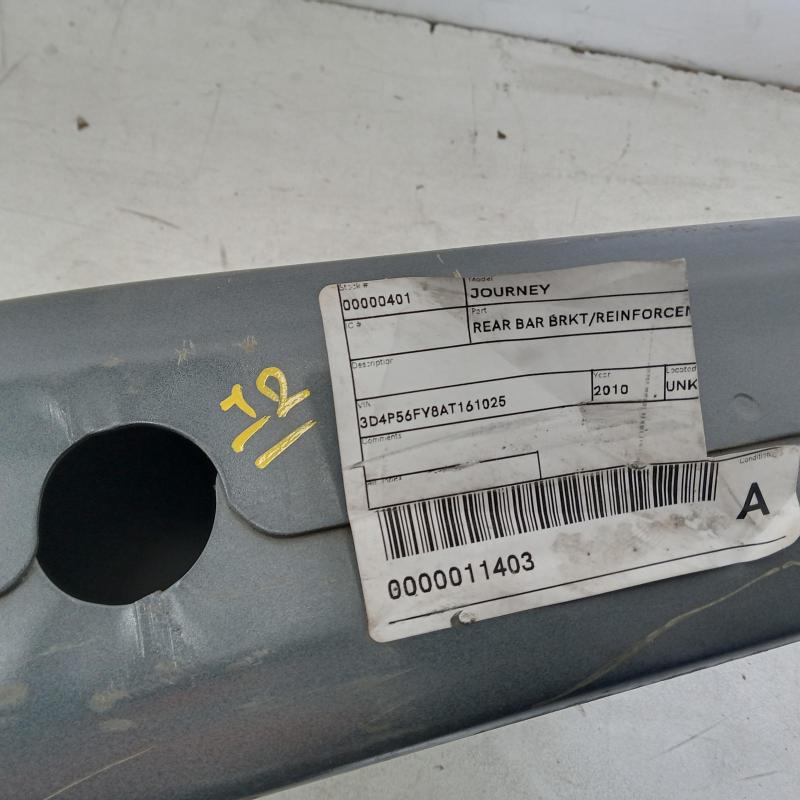 Stock #
Model
00000401
JOURNEY
IC #
Part
REAR BAR BRKT/REINFORCEM
Description
VIN
Year
Located
3D4P56FY8AT161025
2010
UNK
Comments
Condition
A
0000011403